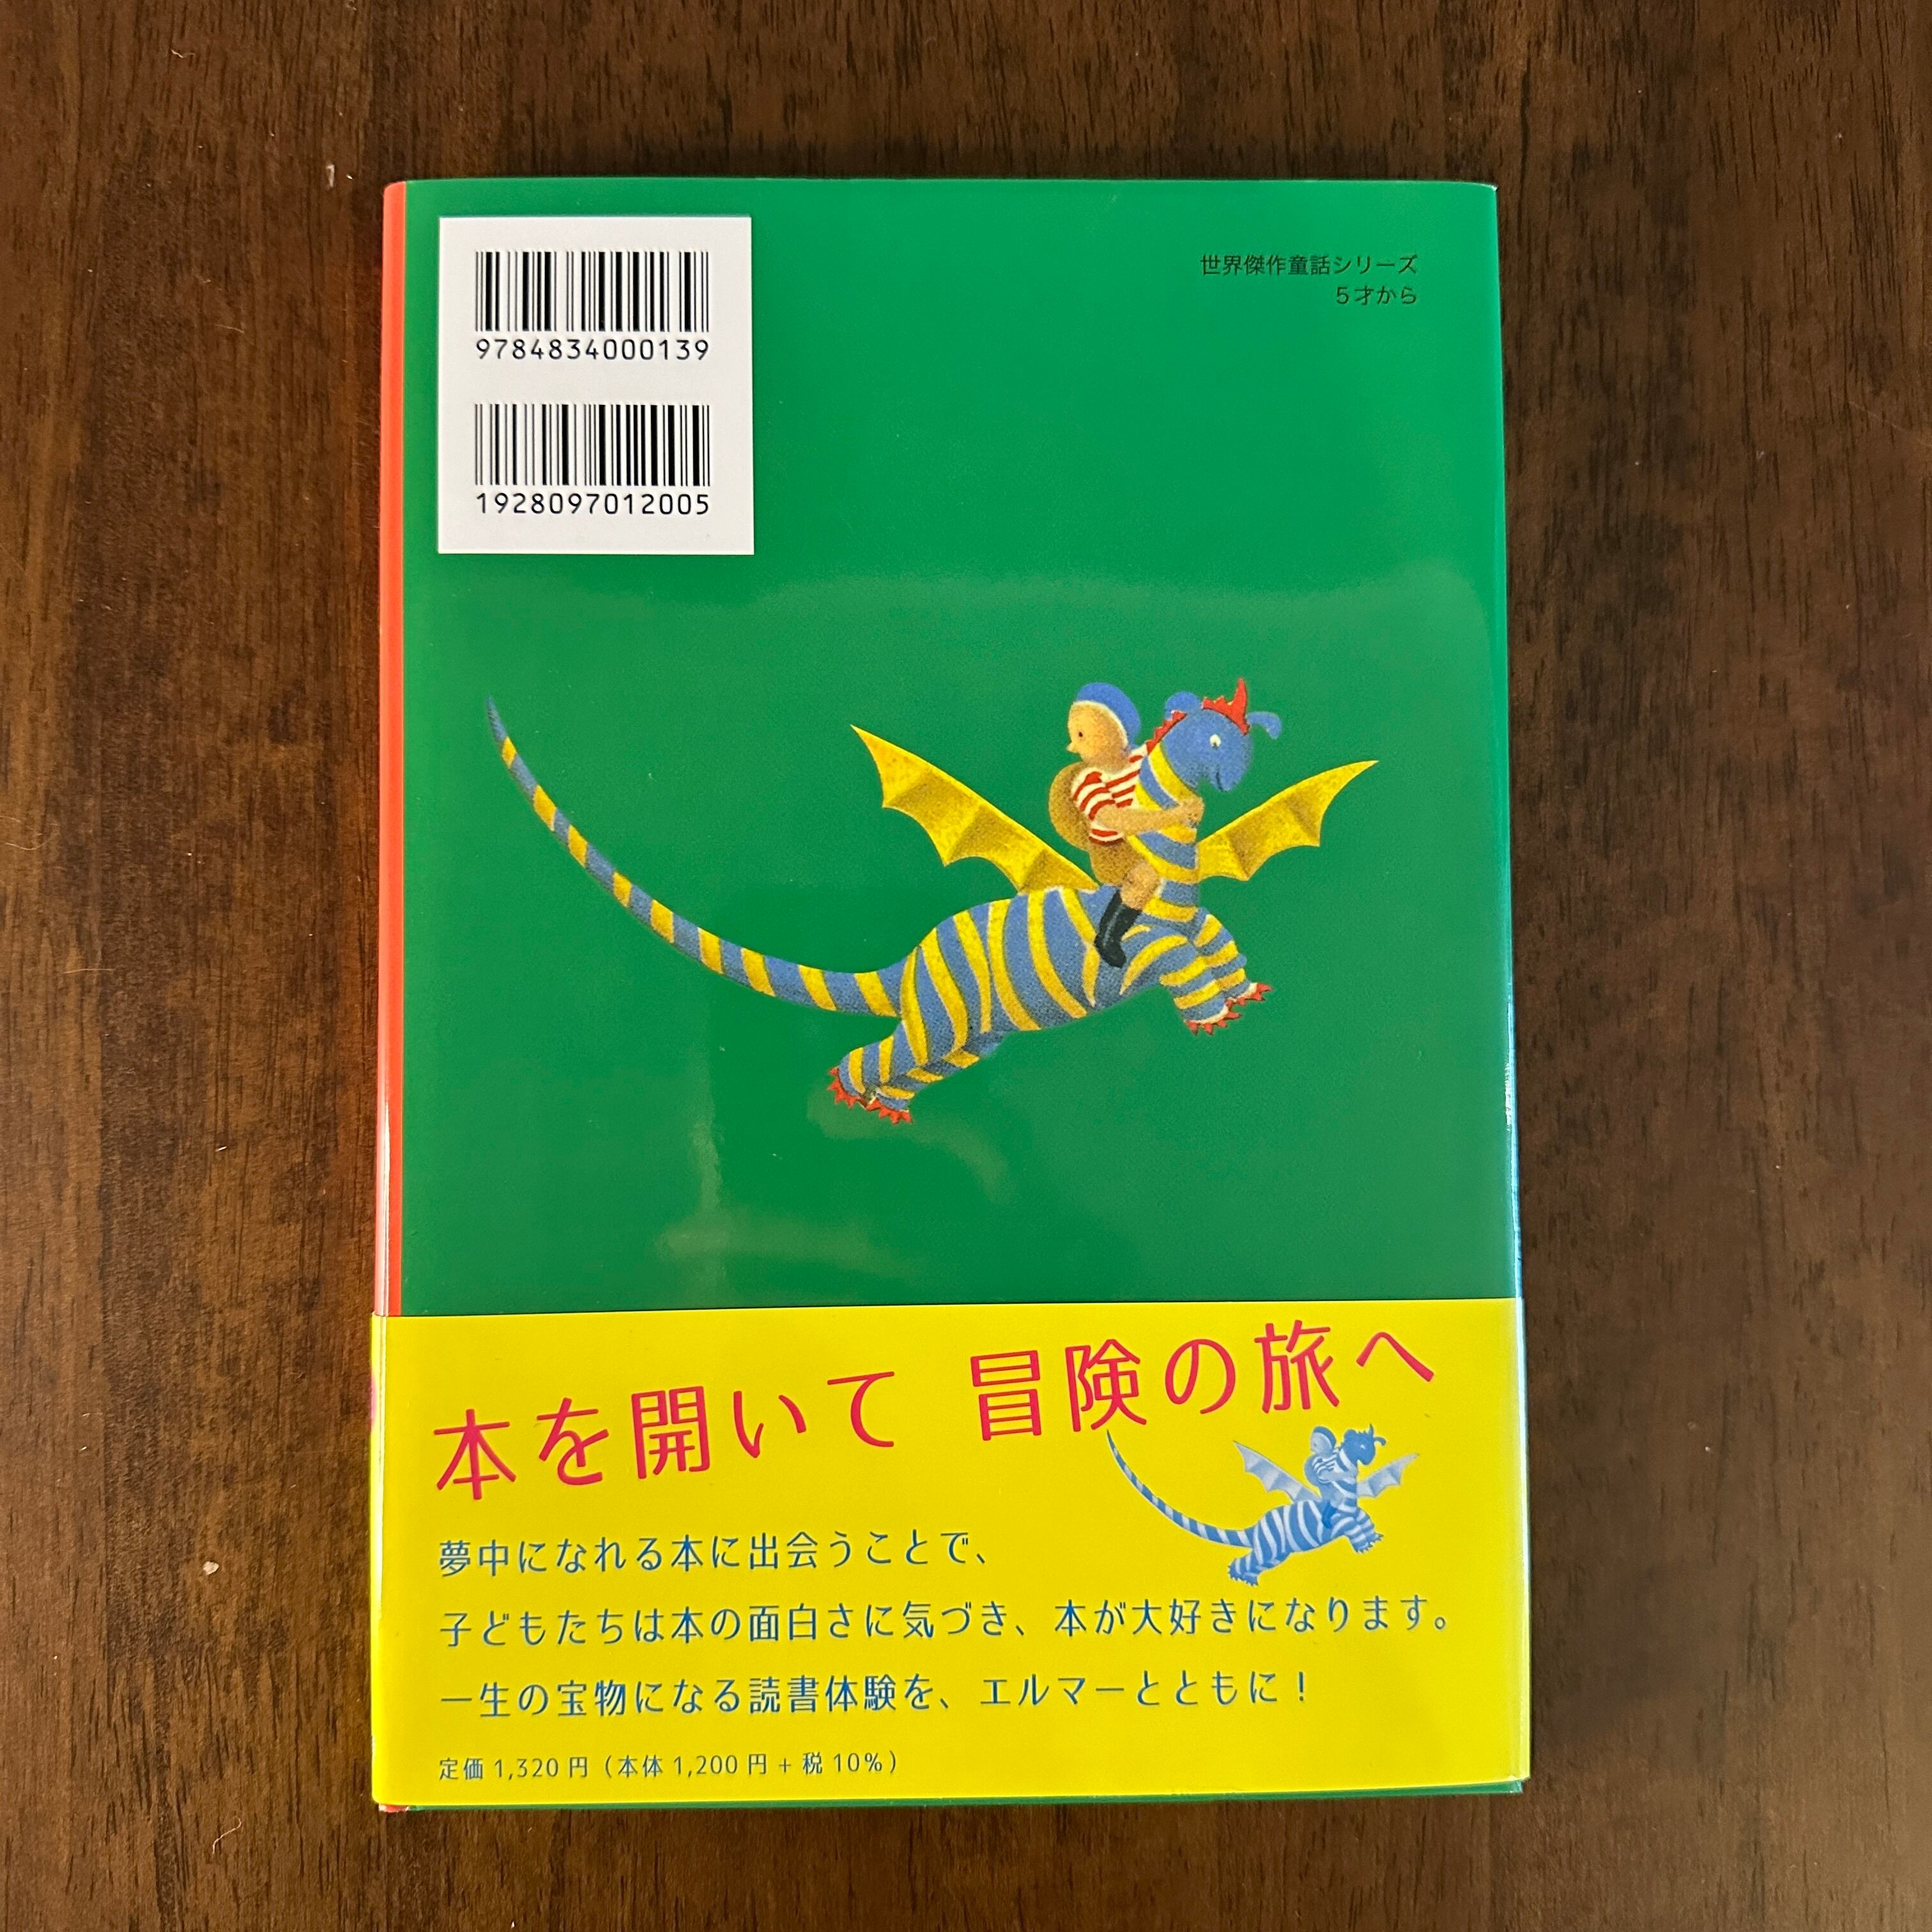 9784834000139
1928097012005
世界傑作童話シリーズ
5才から
本を開いて 冒険の旅へ
夢中になれる本に出会うことで、
子どもたちは本の面白さに気づき、本が大好きになります。
一生の宝物になる読書体験を、エルマーとともに！
定価 1,320 円（本体 1,200 円 + 税 10%）